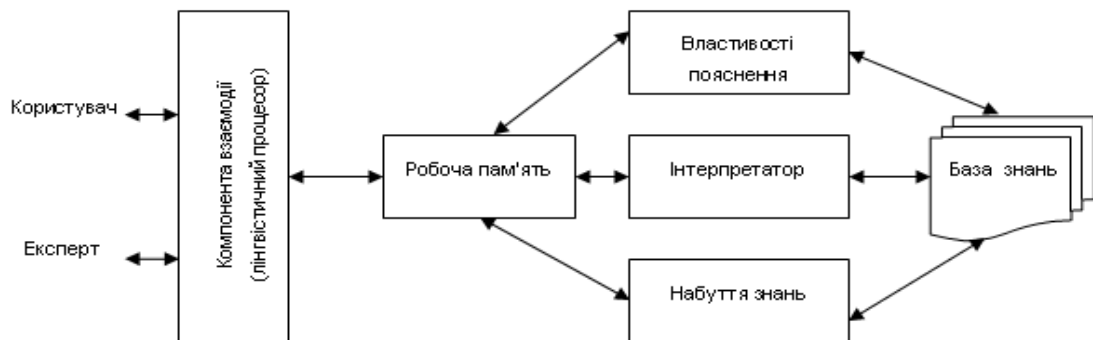 Користувач
Експерт
Компонента взаємодії
(лінгвістичний процесор)
Робоча пам'ять
Властивості
пояснення
Інтерпретатор
Набуття знань
База знань